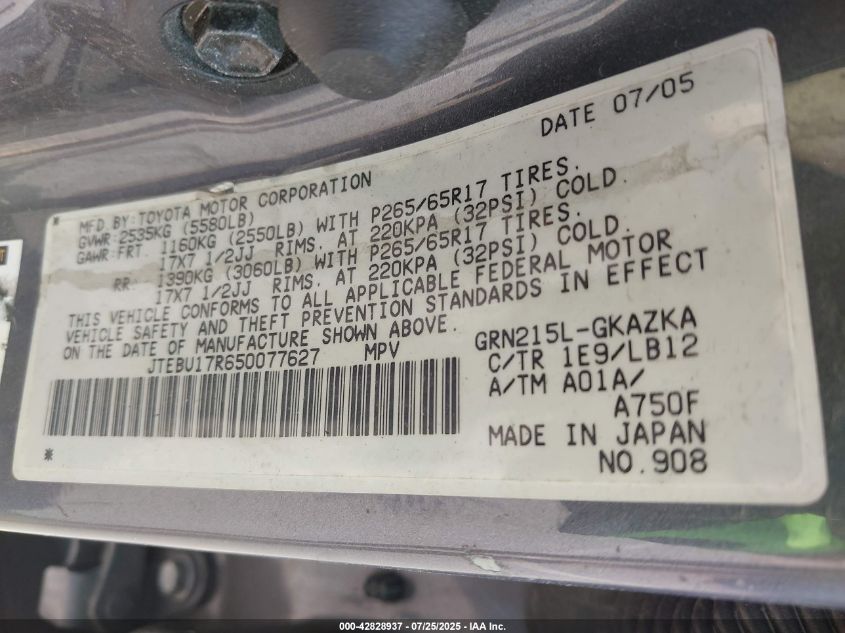 DATE 07/05
* MFD.BY:TOYOTA MOTOR CORPORATION
GVWR:2535KG (5580LB)
GAWR:FRT. 1160KG (2550LB) WITH P265/65R17 TIRES.
17X7 1/2JJ RIMS. AT 220KPA (32PSI) COLD.
RR. 1390KG (3060LB) WITH P265/65R17 TIRES.
17X7 1/2JJ RIMS. AT 220KPA (32PSI) COLD.
THIS VEHICLE CONFORMS TO ALL APPLICABLE FEDERAL MOTOR
VEHICLE SAFETY AND THEFT PREVENTION STANDARDS IN EFFECT
ON THE DATE OF MANUFACTURE SHOWN ABOVE.
JTEBU17R650077627 MPV
GRN215L-GKAZKA
C/TR 1E9/LB12
A/TM A01A/
A750F
MADE IN JAPAN
* NO.908
000-42828937 - 07/25/2025 - IAA Inc.